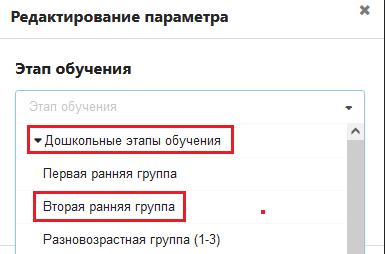 Редактирование параметра
Этап обучения
Этап обучения
Дошкольные этапы обучения
Первая ранняя группа
Вторая ранняя группа
Разновозрастная группа (1-3)